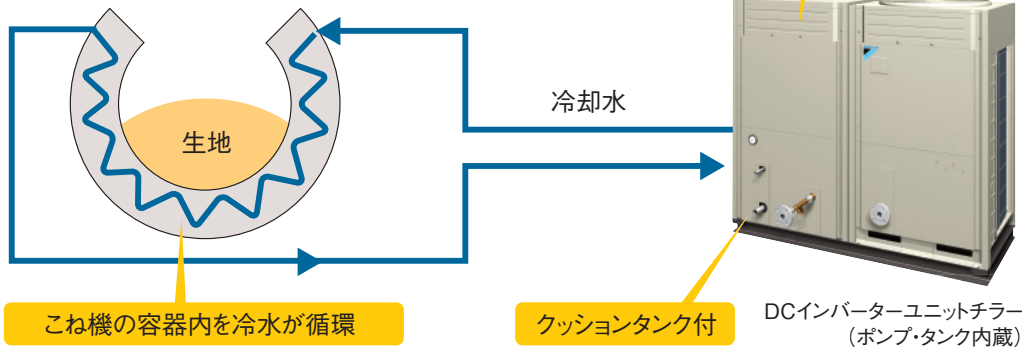 冷却水
生地
こね機の容器内を冷水が循環
クッションタンク付
DCインバーターユニットチラー
(ポンプ・タンク内蔵)